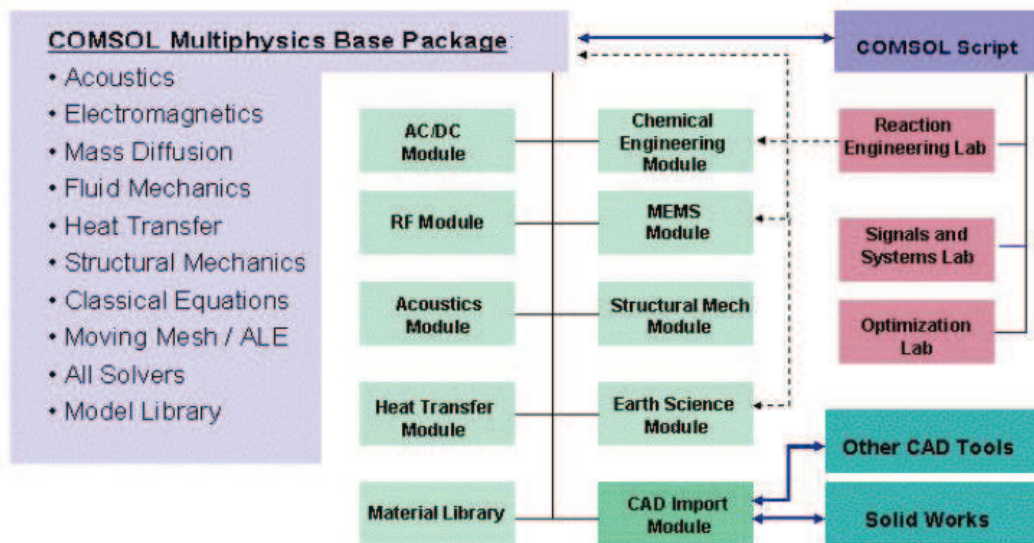 COMSOL Multiphysics Base Package:
• Acoustics
• Electromagnetics
• Mass Diffusion
• Fluid Mechanics
• Heat Transfer
• Structural Mechanics
• Classical Equations
• Moving Mesh / ALE
• All Solvers
• Model Library
COMSOL Script
AC/DC
Module
Chemical
Engineering
Module
Reaction
Engineering Lab
RF Module
MEMS
Module
Signals and
Systems Lab
Acoustics
Module
Structural Mech
Module
Optimization
Lab
Heat Transfer
Module
Earth Science
Module
Other CAD Tools
Material Library
CAD Import
Module
Solid Works